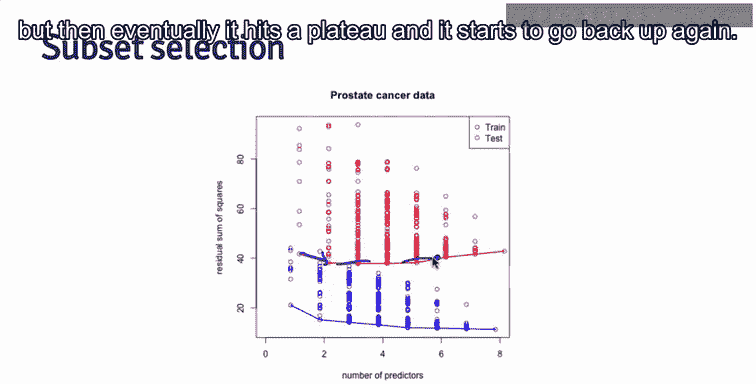 but then eventually it hits a plateau and it starts to go back up again.
Subset selection
Prostate cancer data
Train
Test
80
60
40
20
residual sum of squares
0 2 4 6 8
number of predictors